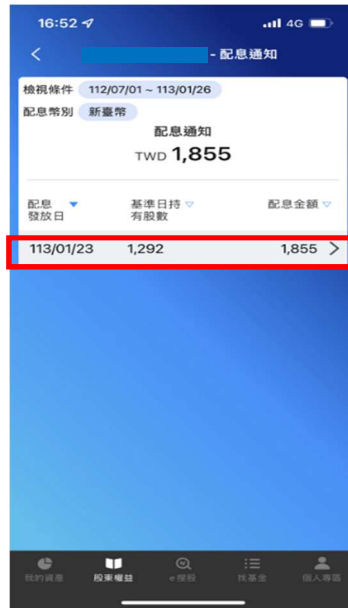 16:52 4G
- 配息通知
檢視條件 112/07/01 ~ 113/01/26
配息幣別 新臺幣
配息通知
TWD 1,855
配息 基準日持 配息金額
發放日 有股數
113/01/23 1,292 1,855
我的資產 股東權益 e投投 找基金 個人專區